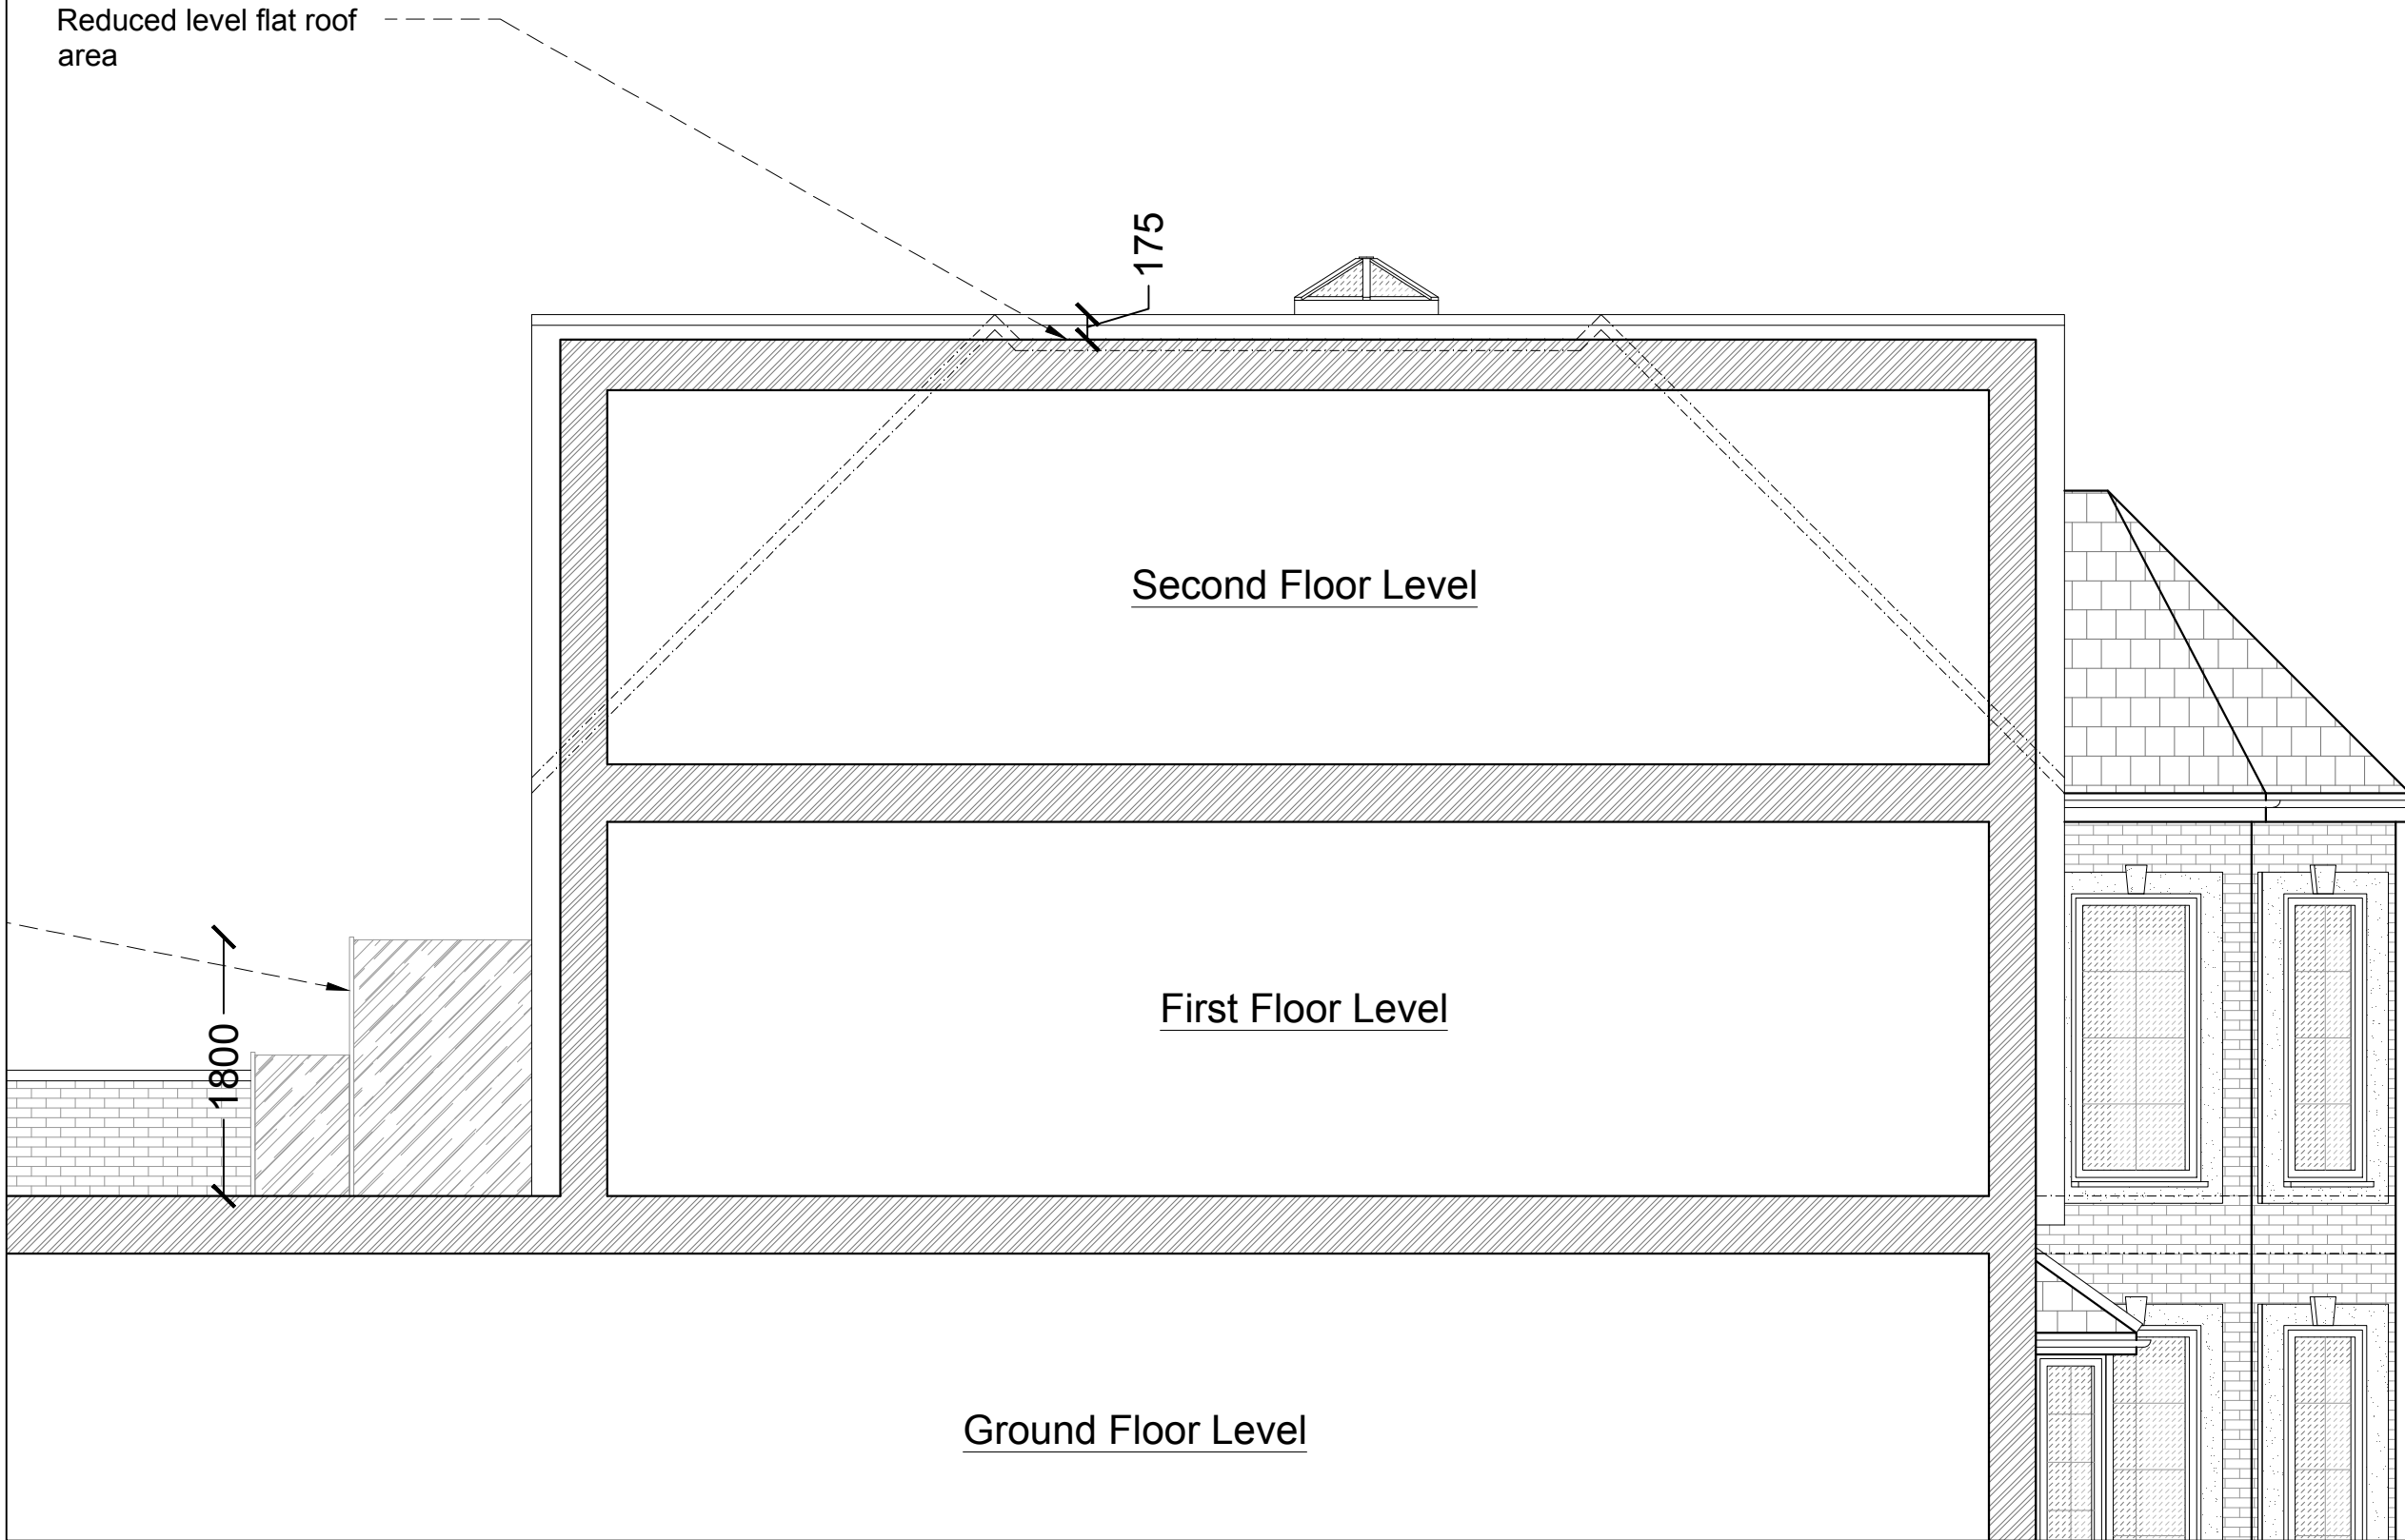 Reduced level flat roof
area
175
Second Floor Level
First Floor Level
1800
Ground Floor Level